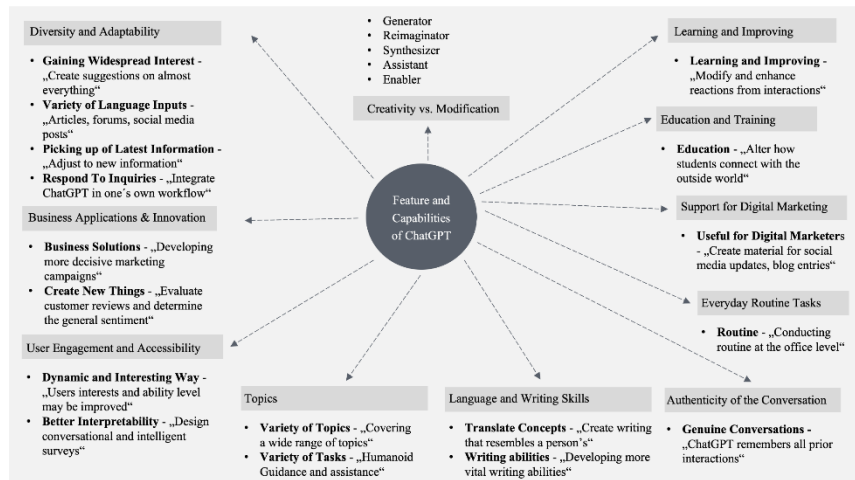 Diversity and Adaptability
• Gaining Widespread Interest -
„Create suggestions on almost
everything“
• Variety of Language Inputs -
„Articles, forums, social media
posts“
• Picking up of Latest Information -
„Adjust to new information“
• Respond To Inquiries - „Integrate
ChatGPT in one´s own workflow“
Business Applications & Innovation
• Business Solutions - „Developing
more decisive marketing
campaigns“
• Create New Things - „Evaluate
customer reviews and determine
the general sentiment“
User Engagement and Accessibility
• Dynamic and Interesting Way -
„Users interests and ability level
may be improved“
• Better Interpretability - „Design
conversational and intelligent
surveys“
• Generator
• Reimaginator
• Synthesizer
• Assistant
• Enabler
Creativity vs. Modification
Feature and
Capabilities
of ChatGPT
Topics
• Variety of Topics - „Covering
a wide range of topics“
• Variety of Tasks - „Humanoid
Guidance and assistance“
Language and Writing Skills
• Translate Concepts - „Create writing
that resembles a person’s“
• Writing abilities - „Developing more
vital writing abilities“
Learning and Improving
• Learning and Improving -
„Modify and enhance
reactions from interactions“
Education and Training
• Education - „Alter how
students connect with the
outside world“
Support for Digital Marketing
• Useful for Digital Marketers
- „Create material for social
media updates, blog entries“
Everyday Routine Tasks
• Routine - „Conducting
routine at the office level“
Authenticity of the Conversation
• Genuine Conversations -
„ChatGPT remembers all prior
interactions“